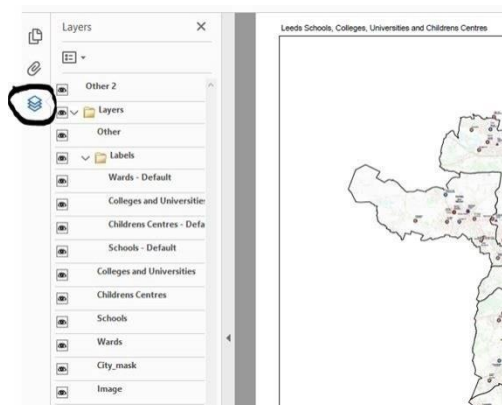 Layers
Leeds Schools, Colleges, Universities and Childrens Centres
Other 2
Layers
Other
Labels
Wards - Default
Colleges and Universities
Childrens Centres - Defa
Schools - Default
Colleges and Universities
Childrens Centres
Schools
Wards
City_mask
Image